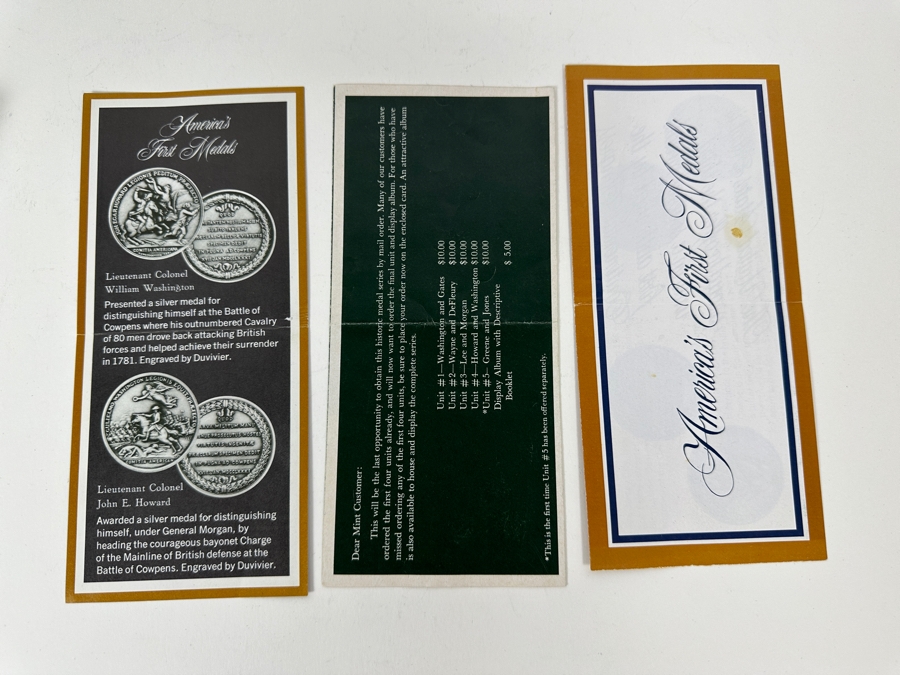 America's
First Medals
Lieutenant Colonel
William Washington
Presented a silver medal for
distinguishing himself at the Battle of
Cowpens where his outnumbered Cavalry
of 80 men drove back attacking British
forces and helped achieve their surrender
in 1781. Engraved by Duvivier.
COMITIA AMERICANA
Lieutenant Colonel
John E. Howard
Awarded a silver medal for distinguishing
himself, under General Morgan, by
heading the courageous bayonet Charge
of the Mainline of British defense at the
Battle of Cowpens. Engraved by Duvivier.
Dear Mint Customer:
This will be the last opportunity to obtain this historic medal series by mail order. Many of our customers have
ordered the first four units already, and will now want to order the final unit and display album. For those who have
missed ordering any of the first four units, be sure to place your order now on the enclosed card. An attractive album
is also available to house and display the complete series.
Unit #1—Washington and Gates $10.00
Unit #2—Wayne and DeFleury $10.00
Unit #3—Lee and Morgan $10.00
Unit #4—Howard and Washington $10.00
*Unit #5—Greene and Jones $10.00
Display Album with Descriptive
Booklet $ 5.00
*This is the first time Unit #5 has been offered separately.
America's First Medals